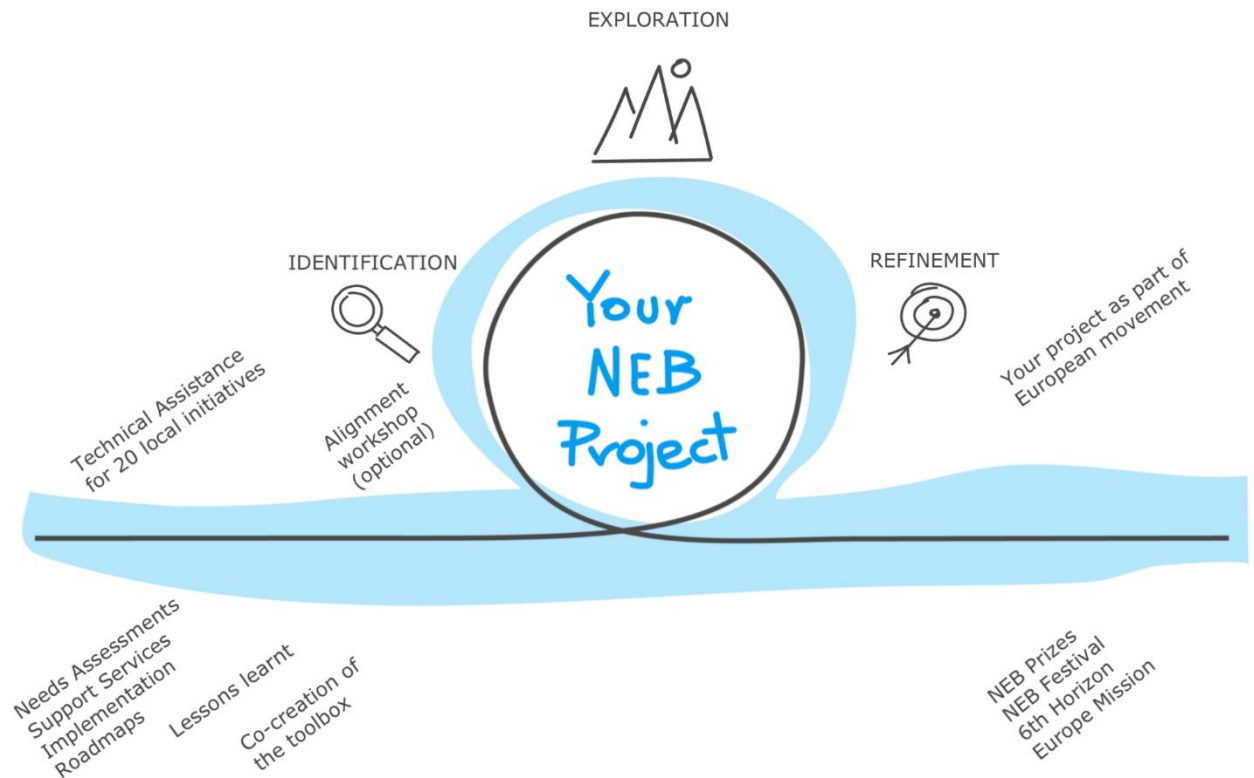 EXPLORATION
IDENTIFICATION
REFINEMENT
Your
NEB
Project
Technical Assistance
for 20 local initiatives
Alignment
workshop
(optional)
Your project as part of
European movement
Needs Assessments
Support Services
Implementation
Roadmaps
Lessons learnt
Co-creation of
the toolbox
NEB Prizes
NEB Festival
6th Horizon
Europe Mission